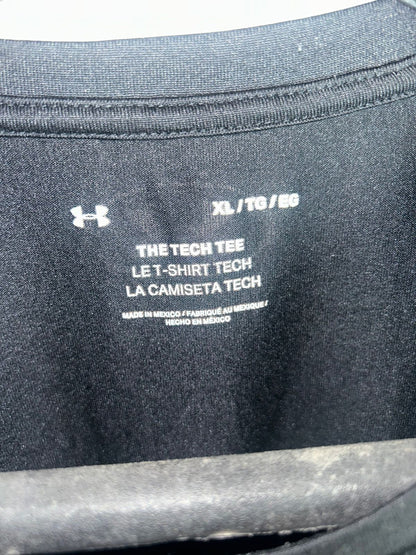 XL/TG/EG
THE TECH TEE
LE T-SHIRT TECH
LA CAMISETA TECH
MADE IN MEXICO / FABRIQUÉ AU MEXIQUE /
HECHO EN MÉXICO